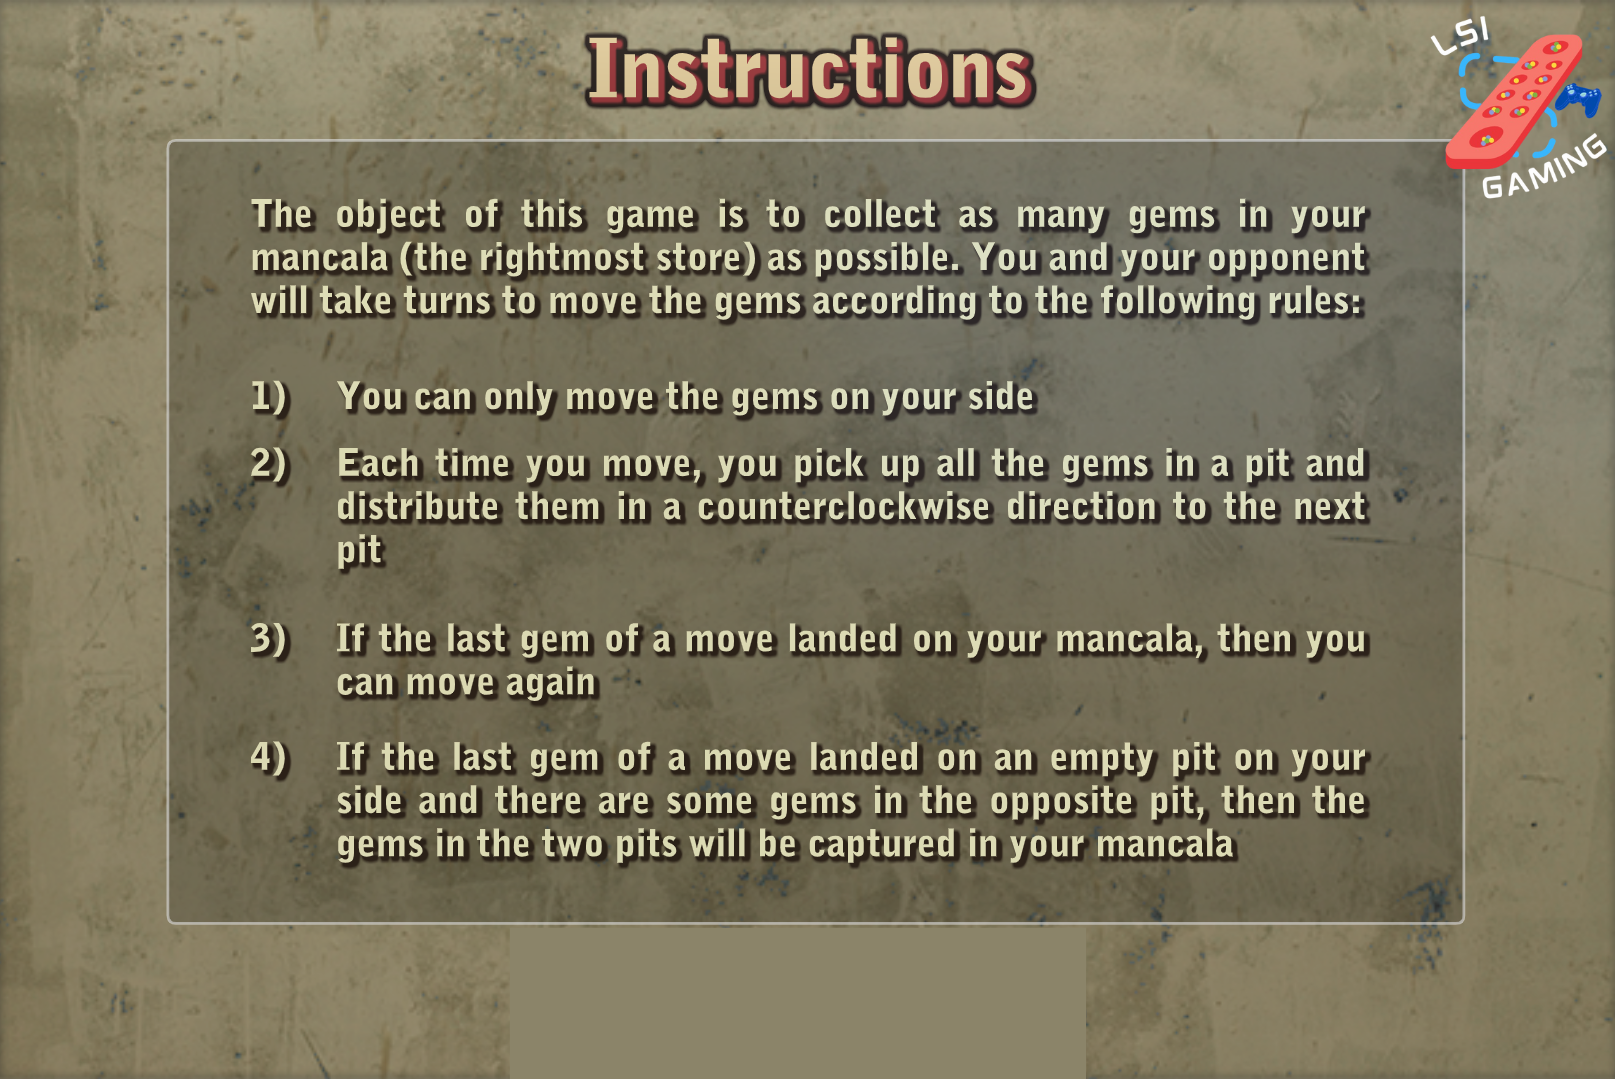 Instructions
LSI
GAMING
The object of this game is to collect as many gems in your
mancala (the rightmost store) as possible. You and your opponent
will take turns to move the gems according to the following rules:
1) You can only move the gems on your side
2) Each time you move, you pick up all the gems in a pit and
distribute them in a counterclockwise direction to the next
pit
3) If the last gem of a move landed on your mancala, then you
can move again
4) If the last gem of a move landed on an empty pit on your
side and there are some gems in the opposite pit, then the
gems in the two pits will be captured in your mancala